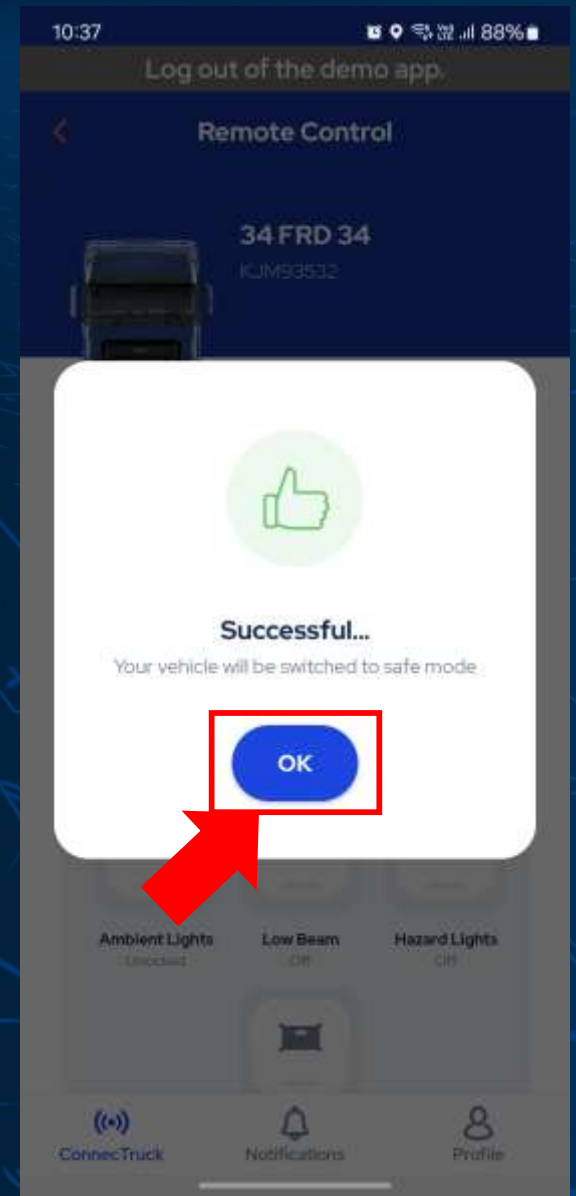 10:37 88%
Log out of the demo app.
Remote Control
34 FRD 34
KJM93532
Successful...
Your vehicle will be switched to safe mode
OK
Ambient Lights Low Beam Hazard Lights
Unlocked Off Off
ConnecTruck Notifications Profile